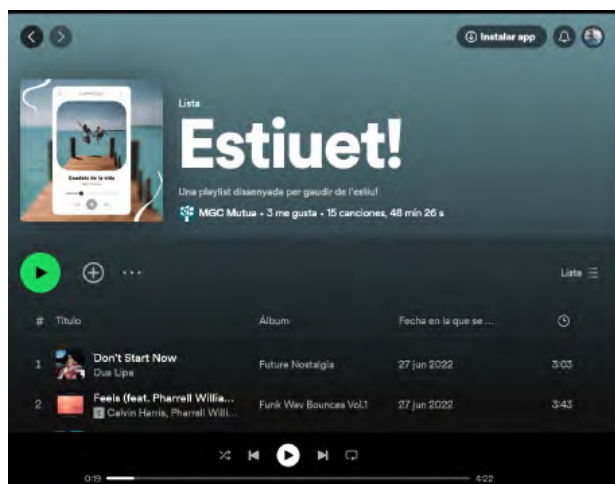 Instalar app
Lista
Estiuet!
Una playlist dissenyada per gaudir de l'estiu!
MGC Mutua • 3 me gusta • 15 canciones, 48 min 26 s
Gaudeix de la vida
Lista
# Título Álbum Fecha en la que se ...
1 Don't Start Now Future Nostalgia 27 jun 2022 3:03
Dua Lipa
2 Feels (feat. Pharrell Willia... Funk Wav Bounces Vol.1 27 jun 2022 3:43
E Calvin Harris, Pharrell Willi...
0:19 4:22